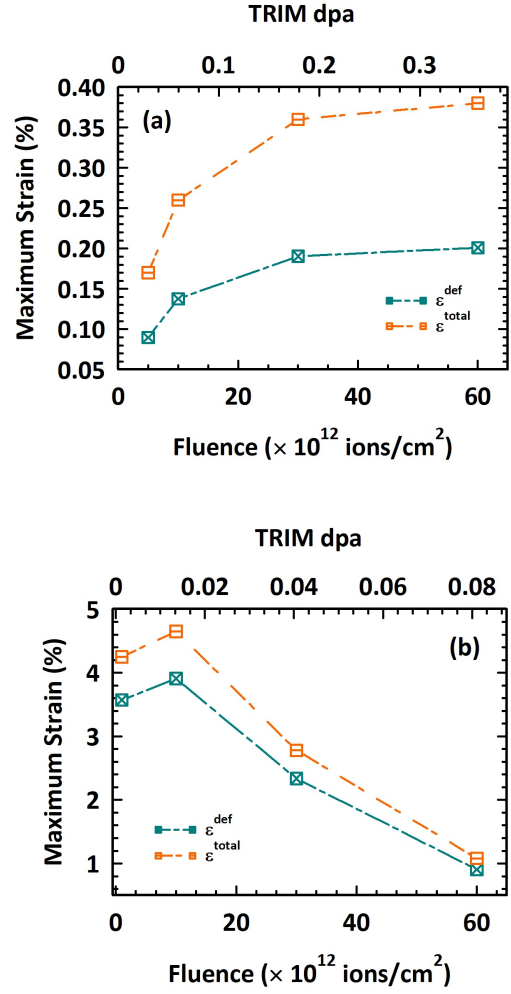 TRIM dpa
0 0.1 0.2 0.3
0.40
0.35
0.30
0.25
0.20
0.15
0.10
0.05
Maximum Strain (%)
(a)
ε^def
ε^total
0 20 40 60
Fluence (× 10^12 ions/cm^2)
TRIM dpa
0 0.02 0.04 0.06 0.08
5
4
3
2
1
Maximum Strain (%)
(b)
ε^def
ε^total
0 20 40 60
Fluence (× 10^12 ions/cm^2)